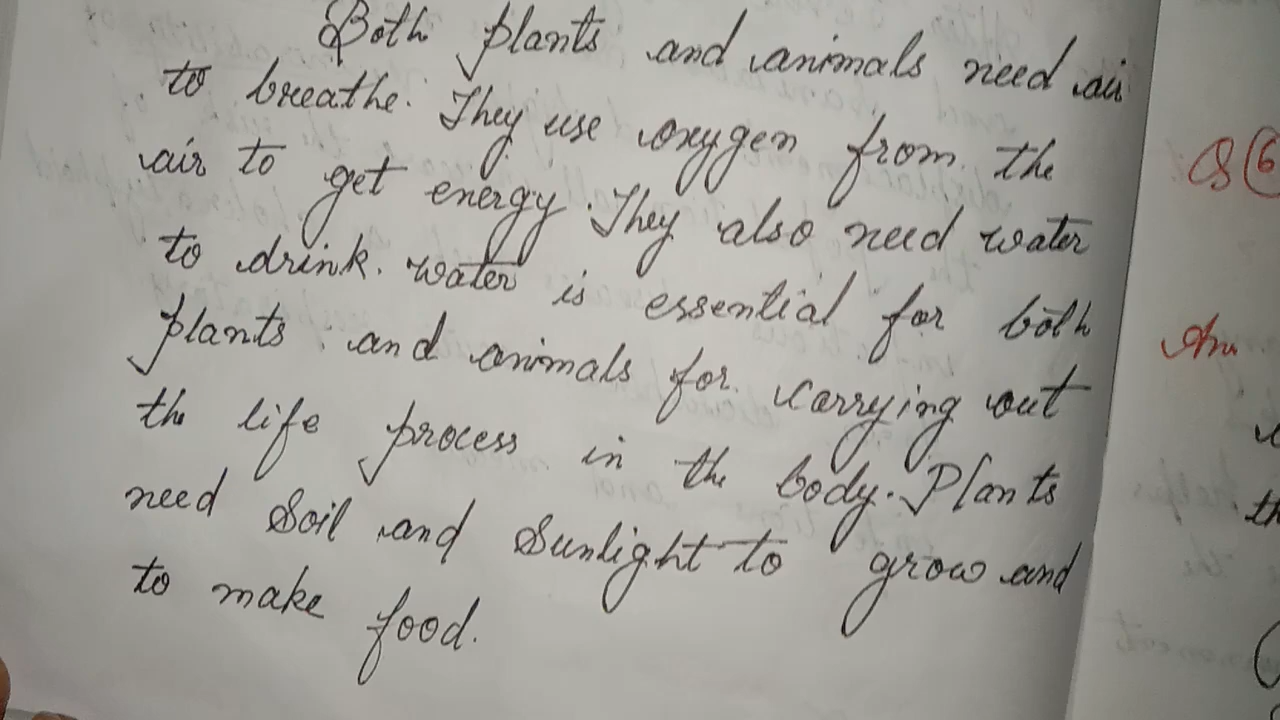 Both plants and animals need air
to breathe. They use oxygen from the
air to get energy. They also need water
to drink. water is essential for both
plants and animals for carrying out
the life process in the body. Plants
need Soil and Sunlight to grow and
to make food.
Q 6
Ans